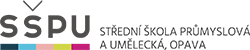 SŠPU
STŘEDNÍ ŠKOLA PRŮMYSLOVÁ
A UMĚLECKÁ, OPAVA